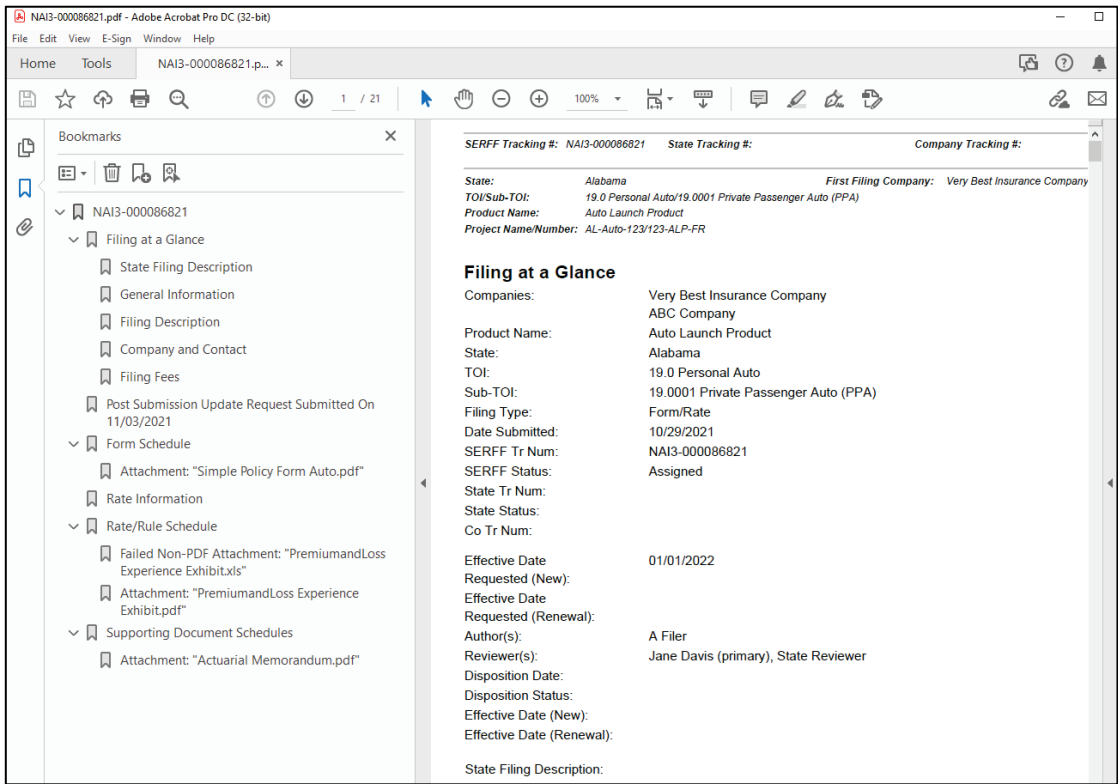 NAI3-000086821.pdf - Adobe Acrobat Pro DC (32-bit)
File Edit View E-Sign Window Help
Home Tools NAI3-000086821.p... ×
1 / 21 100%
Bookmarks
NAI3-000086821
Filing at a Glance
State Filing Description
General Information
Filing Description
Company and Contact
Filing Fees
Post Submission Update Request Submitted On
11/03/2021
Form Schedule
Attachment: "Simple Policy Form Auto.pdf"
Rate Information
Rate/Rule Schedule
Failed Non-PDF Attachment: "PremiumandLoss
Experience Exhibit.xls"
Attachment: "PremiumandLoss Experience
Exhibit.pdf"
Supporting Document Schedules
Attachment: "Actuarial Memorandum.pdf"
SERFF Tracking #: NAI3-000086821 State Tracking #: Company Tracking #:
State: Alabama First Filing Company: Very Best Insurance Company
TOI/Sub-TOI: 19.0 Personal Auto/19.0001 Private Passenger Auto (PPA)
Product Name: Auto Launch Product
Project Name/Number: AL-Auto-123/123-ALP-FR
Filing at a Glance
Companies: Very Best Insurance Company
ABC Company
Product Name: Auto Launch Product
State: Alabama
TOI: 19.0 Personal Auto
Sub-TOI: 19.0001 Private Passenger Auto (PPA)
Filing Type: Form/Rate
Date Submitted: 10/29/2021
SERFF Tr Num: NAI3-000086821
SERFF Status: Assigned
State Tr Num:
State Status:
Co Tr Num:
Effective Date 01/01/2022
Requested (New):
Effective Date
Requested (Renewal):
Author(s): A Filer
Reviewer(s): Jane Davis (primary), State Reviewer
Disposition Date:
Disposition Status:
Effective Date (New):
Effective Date (Renewal):
State Filing Description: